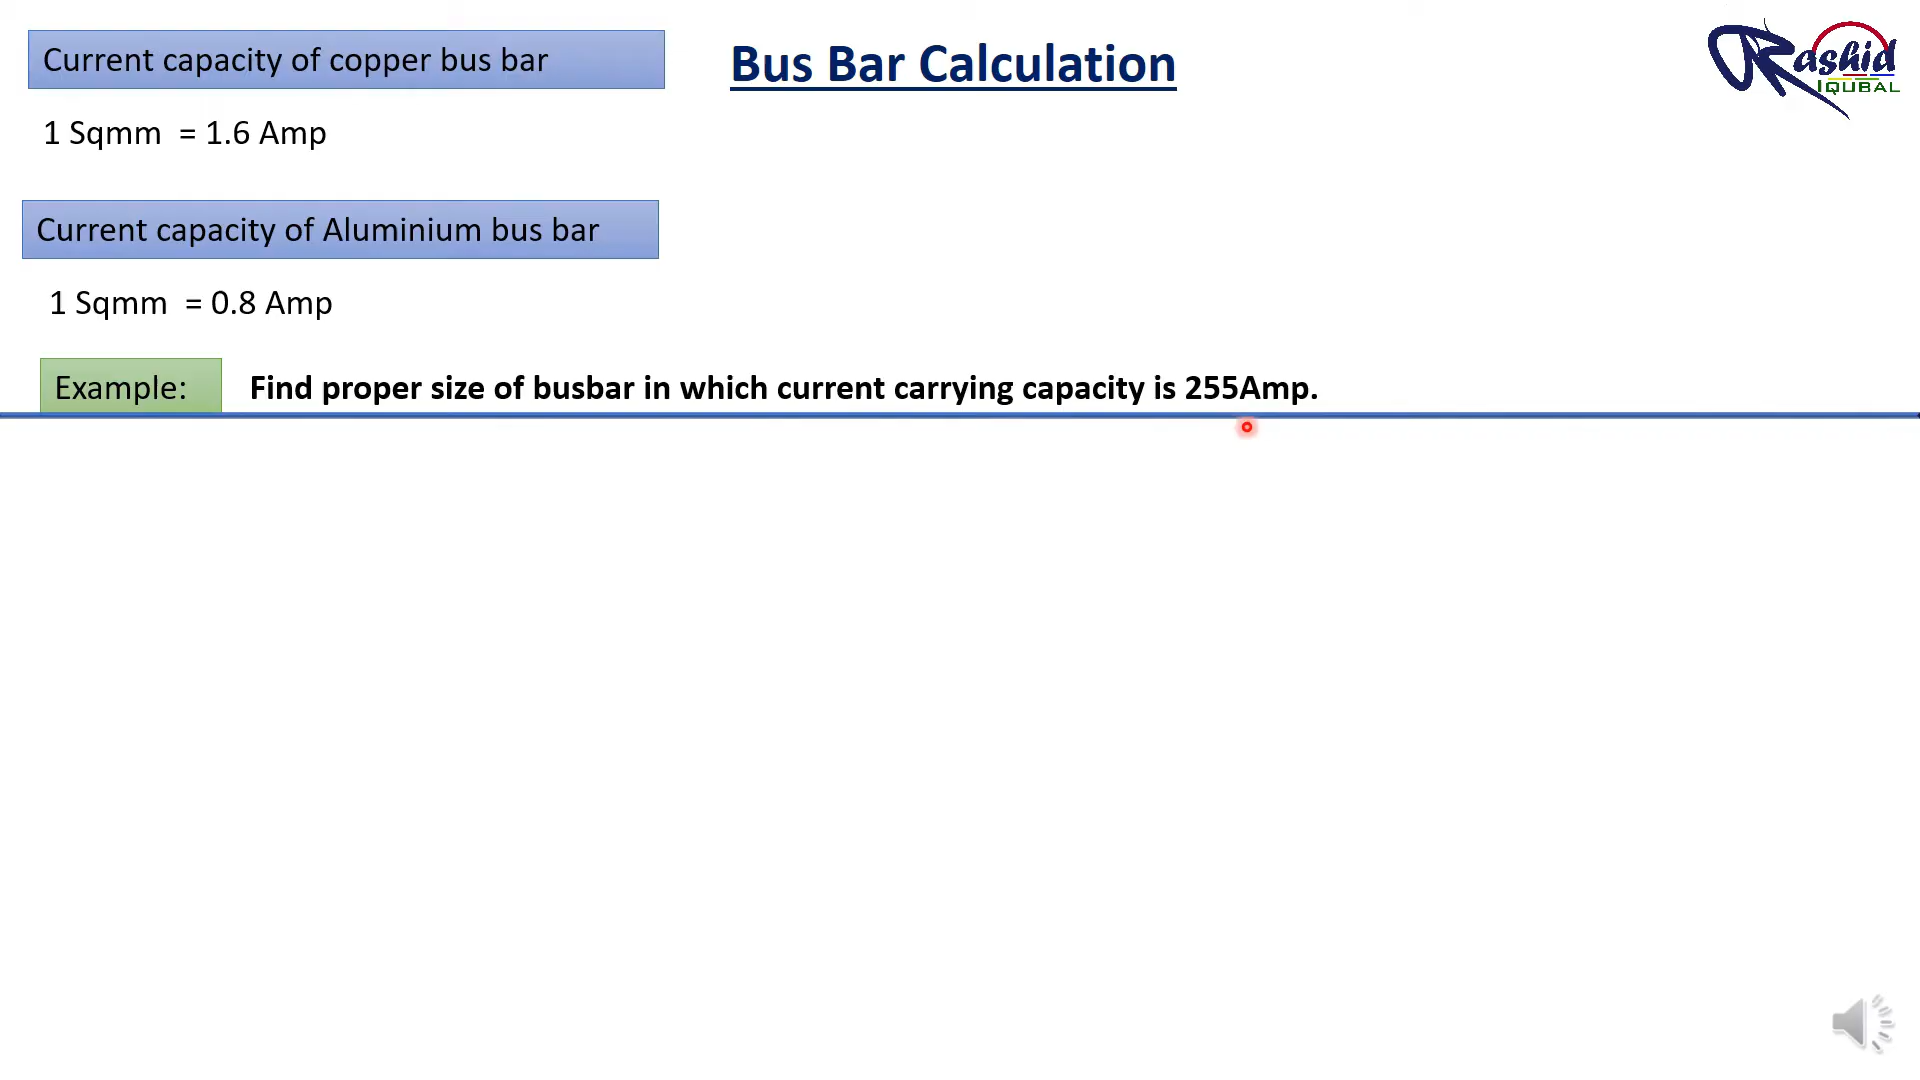 Current capacity of copper bus bar
Bus Bar Calculation
Rashid
IQUBAL
1 Sqmm = 1.6 Amp
Current capacity of Aluminium bus bar
1 Sqmm = 0.8 Amp
Example: Find proper size of busbar in which current carrying capacity is 255Amp.